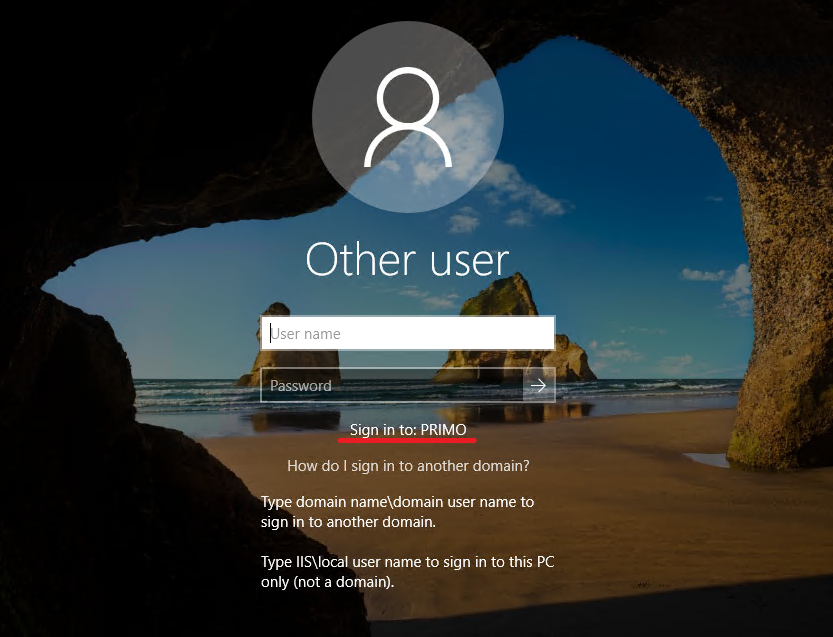 Other user
User name
Password
Sign in to: PRIMO
How do I sign in to another domain?
Type domain name\domain user name to
sign in to another domain.
Type IIS\local user name to sign in to this PC
only (not a domain).